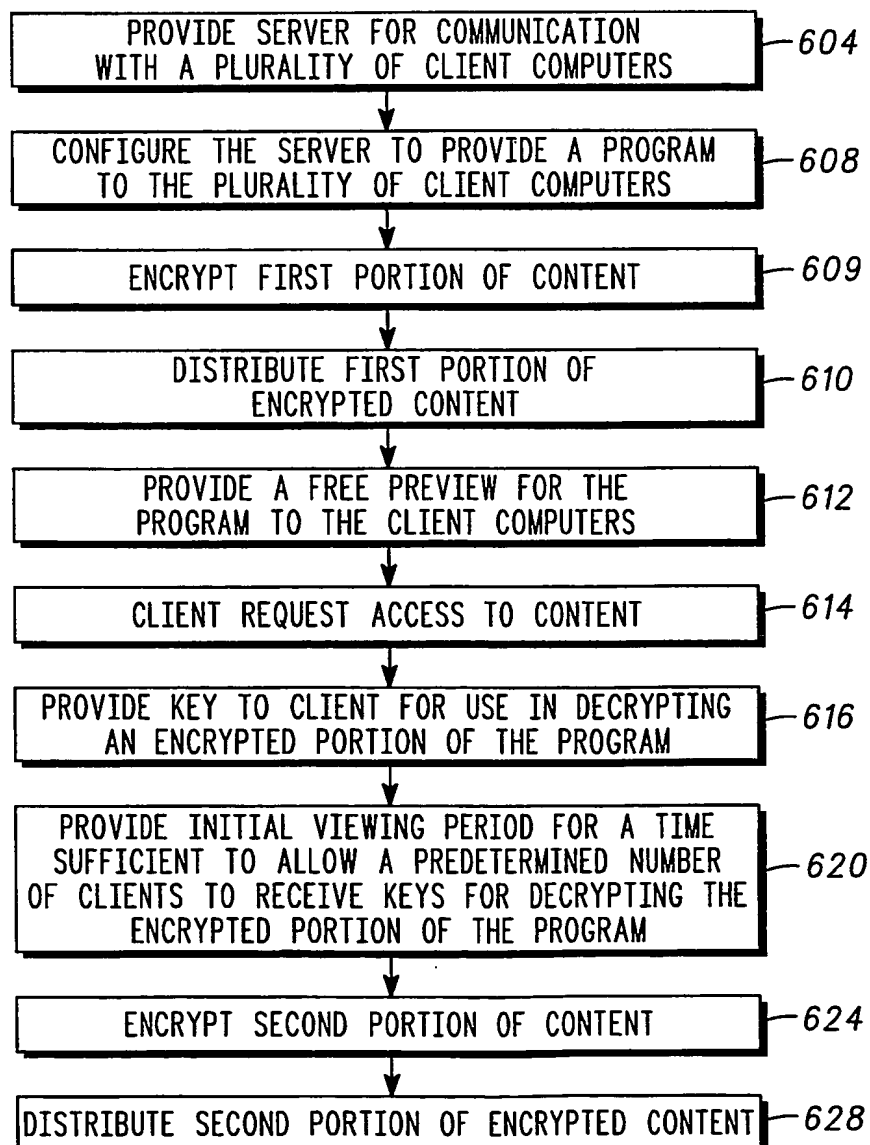 PROVIDE SERVER FOR COMMUNICATION
WITH A PLURALITY OF CLIENT COMPUTERS
604
CONFIGURE THE SERVER TO PROVIDE A PROGRAM
TO THE PLURALITY OF CLIENT COMPUTERS
608
ENCRYPT FIRST PORTION OF CONTENT
609
DISTRIBUTE FIRST PORTION OF
ENCRYPTED CONTENT
610
PROVIDE A FREE PREVIEW FOR THE
PROGRAM TO THE CLIENT COMPUTERS
612
CLIENT REQUEST ACCESS TO CONTENT
614
PROVIDE KEY TO CLIENT FOR USE IN DECRYPTING
AN ENCRYPTED PORTION OF THE PROGRAM
616
PROVIDE INITIAL VIEWING PERIOD FOR A TIME
SUFFICIENT TO ALLOW A PREDETERMINED NUMBER
OF CLIENTS TO RECEIVE KEYS FOR DECRYPTING THE
ENCRYPTED PORTION OF THE PROGRAM
620
ENCRYPT SECOND PORTION OF CONTENT
624
DISTRIBUTE SECOND PORTION OF ENCRYPTED CONTENT
628